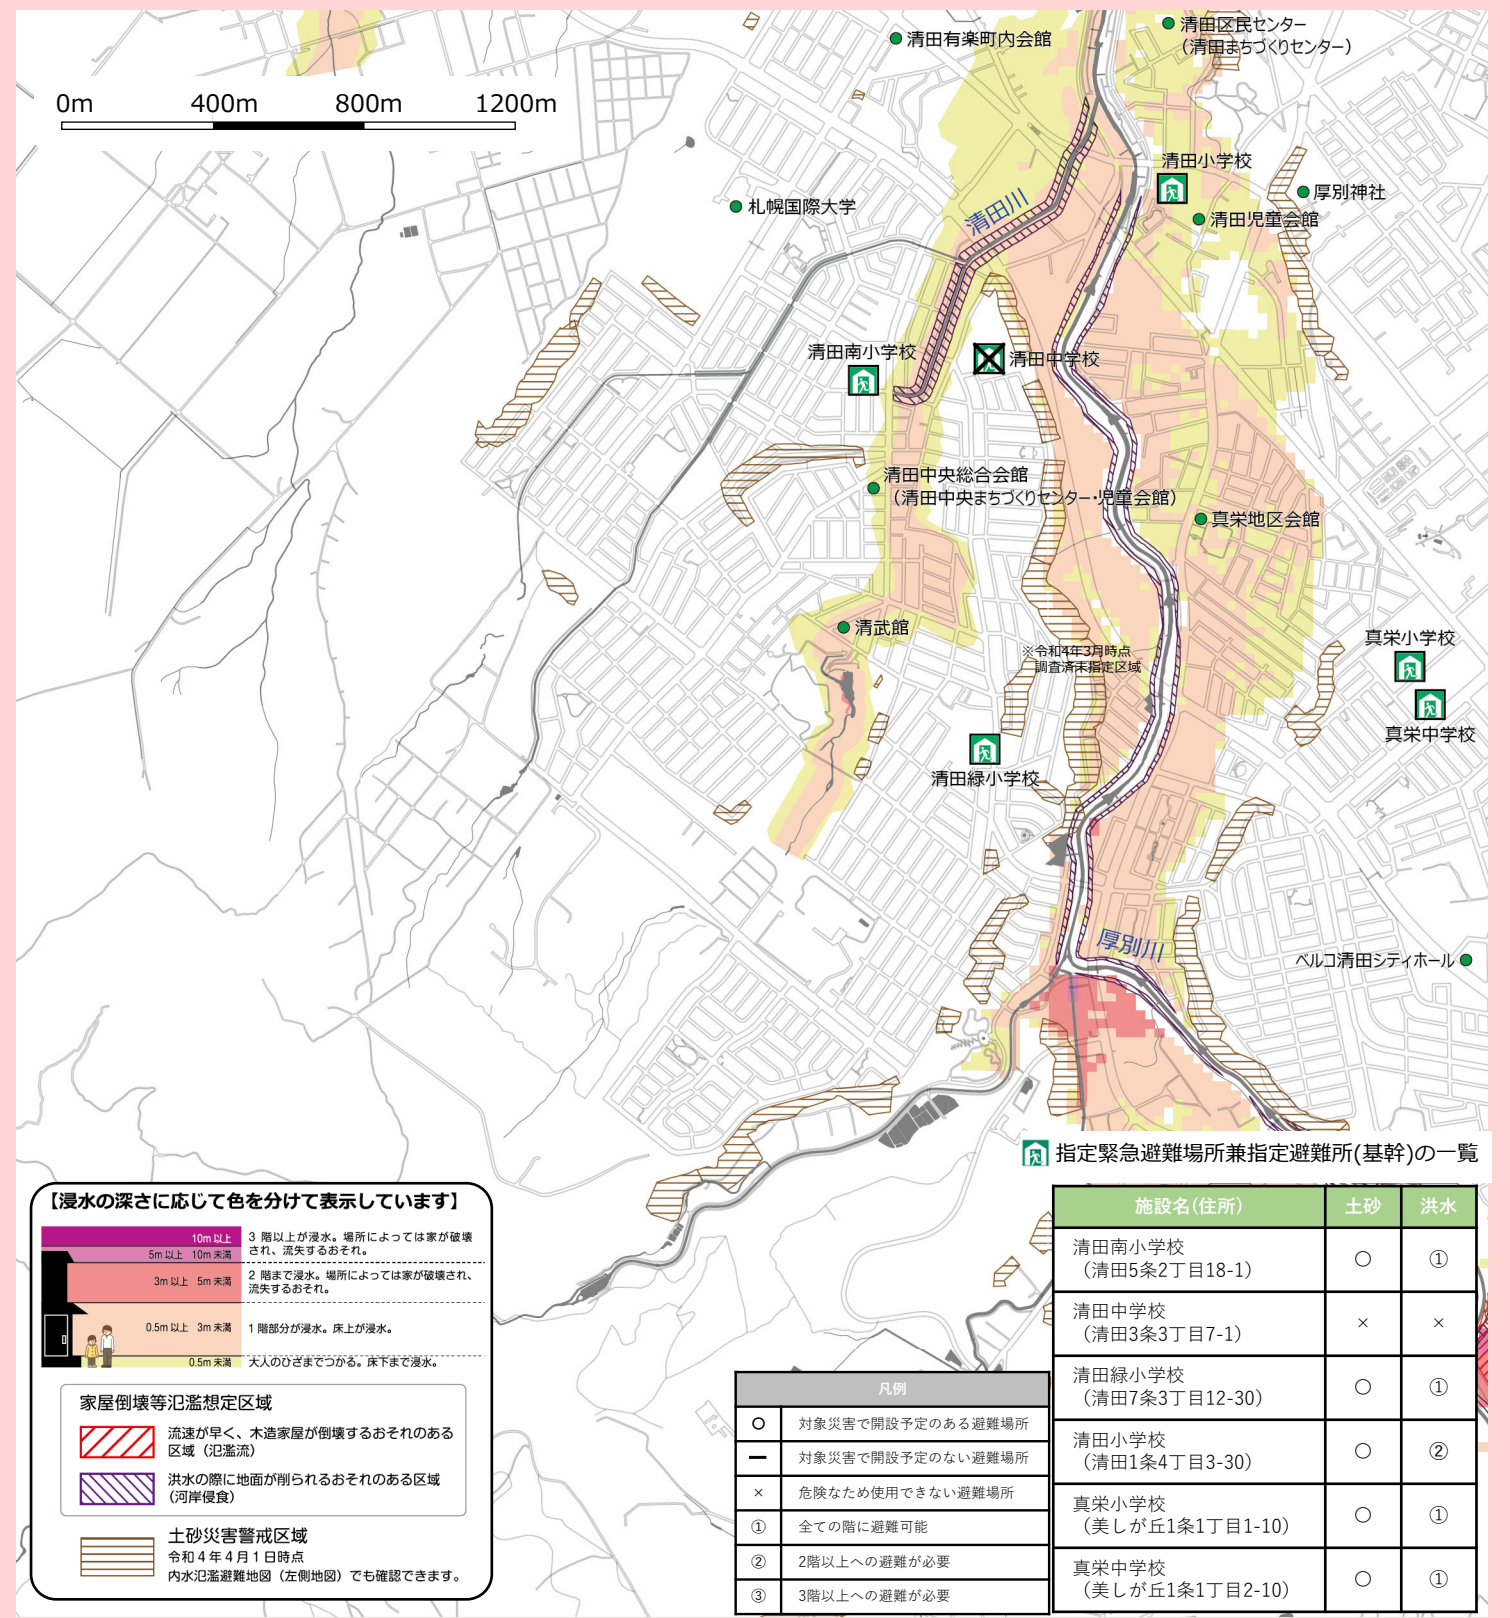 清田有楽町内会館
清田区民センター
(清田まちづくりセンター)
0m 400m 800m 1200m
清田小学校
厚別神社
札幌国際大学
清田川
清田児童会館
清田南小学校
清田中学校
清田中央総合会館
(清田中央まちづくりセンター・児童会館)
真栄地区会館
清武館
※令和4年3月時点
調査済未指定区域
真栄小学校
真栄中学校
清田緑小学校
厚別川
ベルコ清田シティホール
指定緊急避難場所兼指定避難所(基幹)の一覧
施設名(住所) 土砂 洪水
清田南小学校
(清田5条2丁目18-1) ○ ①
清田中学校
(清田3条3丁目7-1) × ×
清田緑小学校
(清田7条3丁目12-30) ○ ①
清田小学校
(清田1条4丁目3-30) ○ ②
真栄小学校
(美しが丘1条1丁目1-10) ○ ①
真栄中学校
(美しが丘1条1丁目2-10) ○ ①
凡例
○ 対象災害で開設予定のある避難場所
ー 対象災害で開設予定のない避難場所
× 危険なため使用できない避難場所
① 全ての階に避難可能
② 2階以上への避難が必要
③ 3階以上への避難が必要
【浸水の深さに応じて色を分けて表示しています】
10m 以上
3 階以上が浸水。場所によっては家が破壊
され、流失するおそれ。
5m 以上 10m 未満
3m 以上 5m 未満
2 階まで浸水。場所によっては家が破壊され、
流失するおそれ。
0.5m 以上 3m 未満
1 階部分が浸水。床上が浸水。
0.5m 未満
大人のひざまでつかる。床下まで浸水。
家屋倒壊等氾濫想定区域
流速が早く、木造家屋が倒壊するおそれのある
区域（氾濫流）
洪水の際に地面が削られるおそれのある区域
(河岸侵食)
土砂災害警戒区域
令和４年４月１日時点
内水氾濫避難地図（左側地図）でも確認できます。